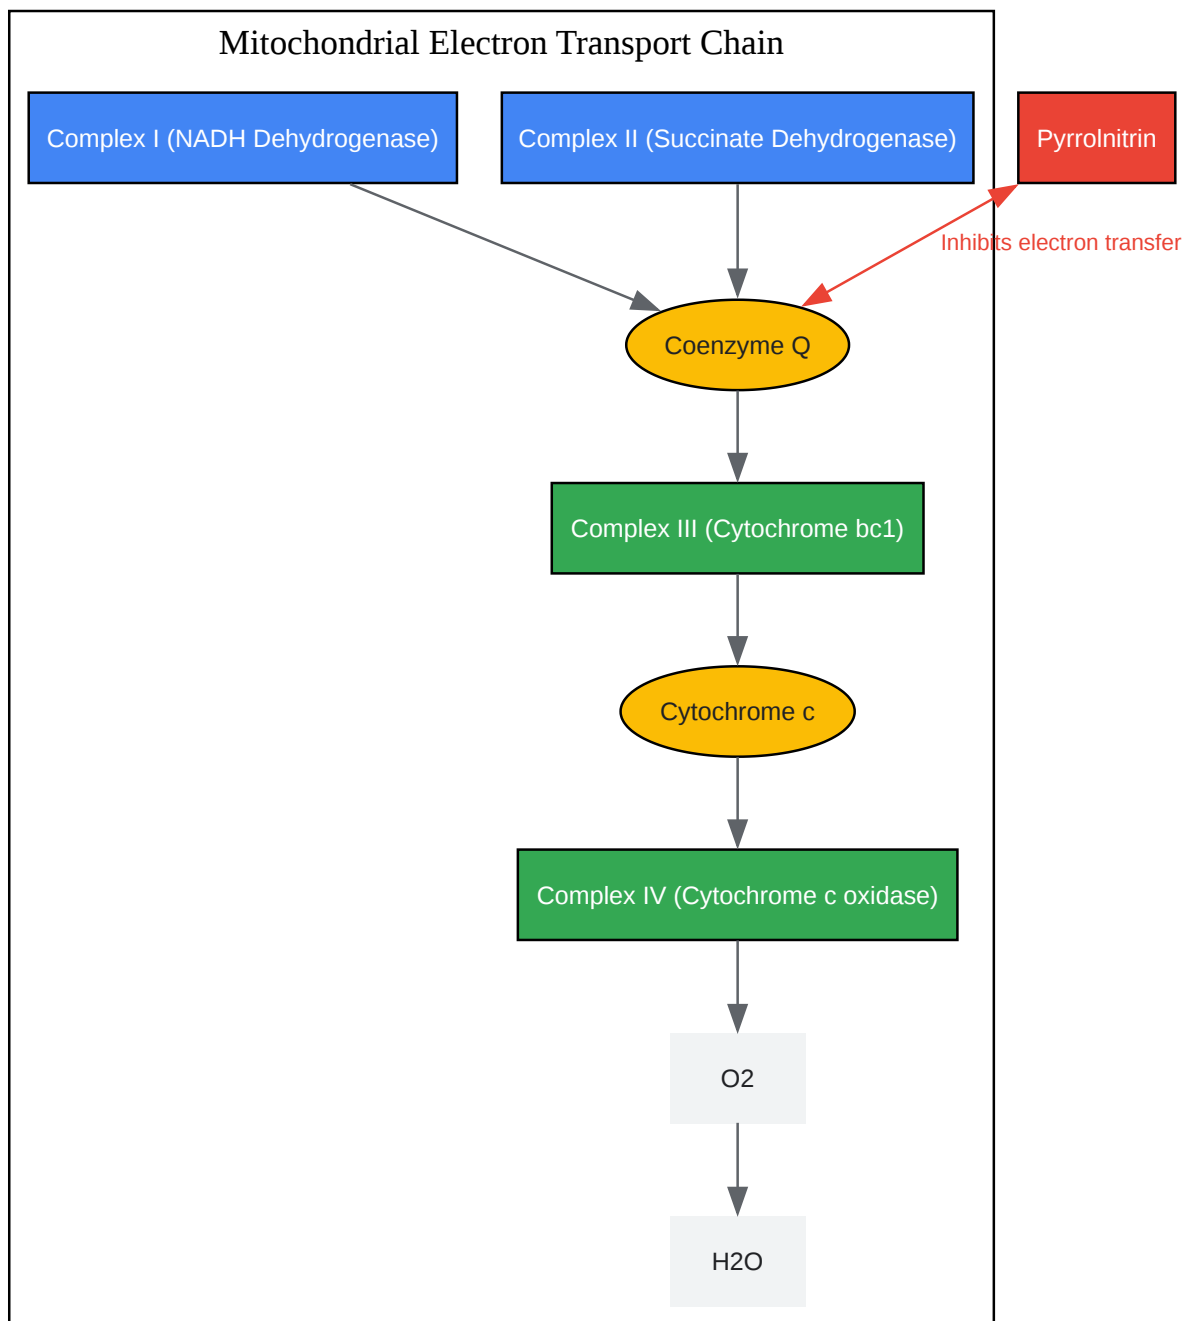 Mitochondrial Electron Transport Chain
Complex I (NADH Dehydrogenase)
Complex II (Succinate Dehydrogenase)
Pyrrolnitrin
Inhibits electron transfer
Coenzyme Q
Complex III (Cytochrome bc1)
Cytochrome c
Complex IV (Cytochrome c oxidase)
O2
H2O